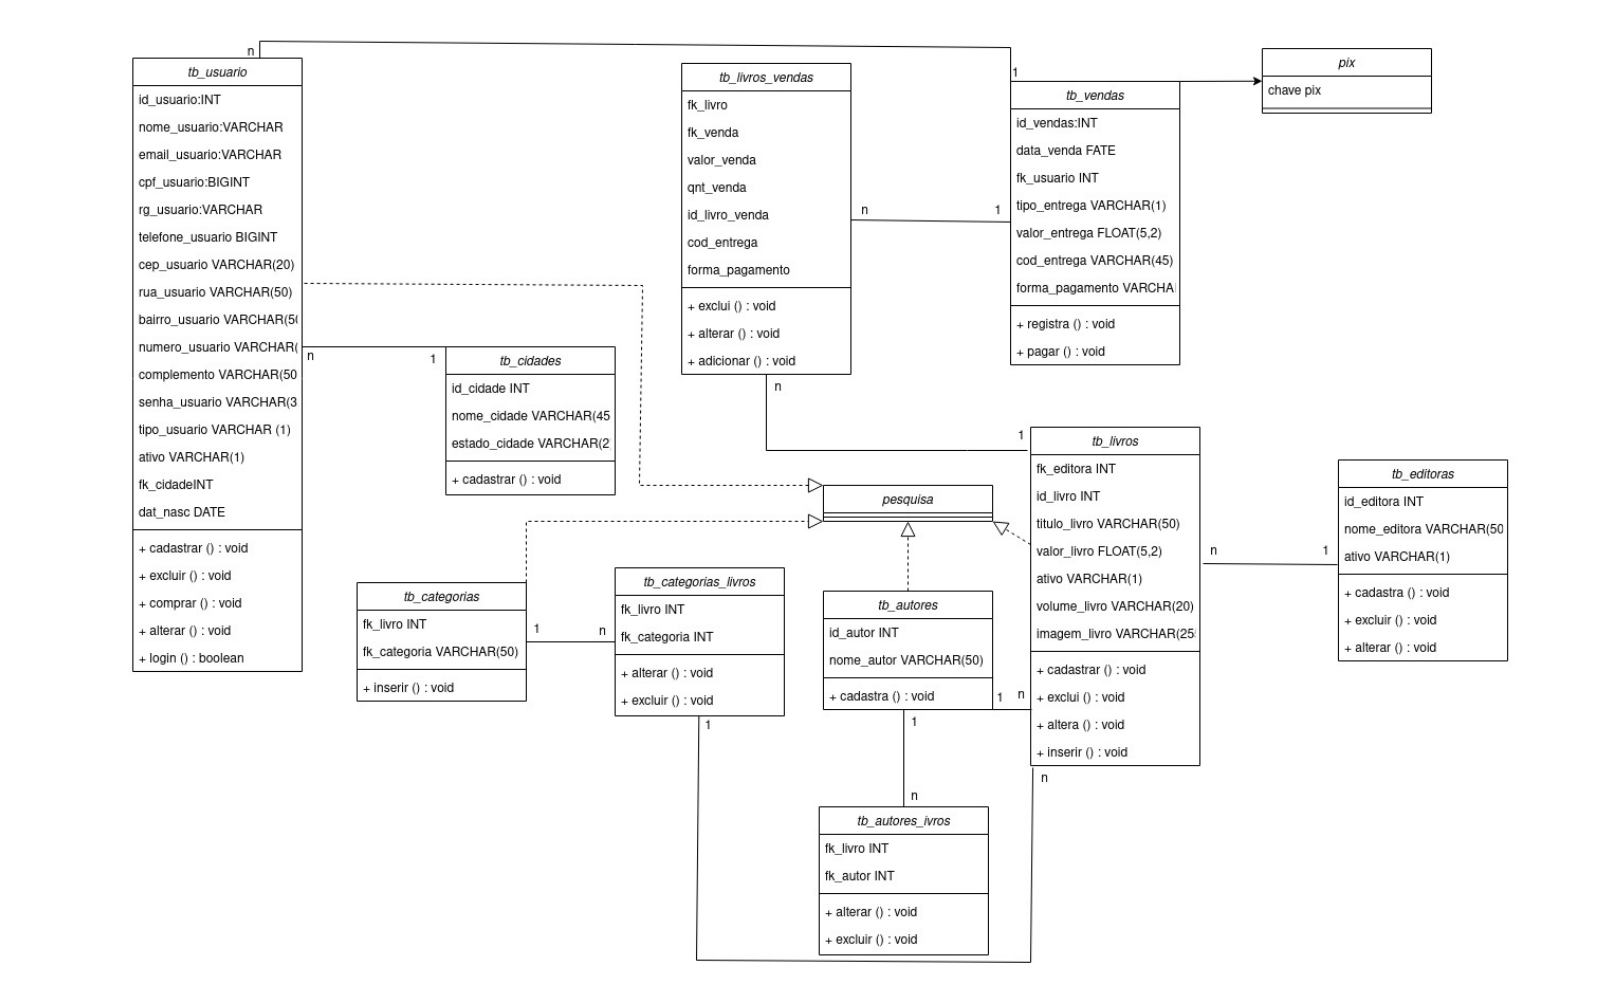 n
tb_usuario
id_usuario:INT
nome_usuario:VARCHAR
email_usuario:VARCHAR
cpf_usuario:BIGINT
rg_usuario:VARCHAR
telefone_usuario BIGINT
cep_usuario VARCHAR(20)
rua_usuario VARCHAR(50)
bairro_usuario VARCHAR(50
numero_usuario VARCHAR(
complemento VARCHAR(50
senha_usuario VARCHAR(3
tipo_usuario VARCHAR (1)
ativo VARCHAR(1)
fk_cidadeINT
dat_nasc DATE
+ cadastrar () : void
+ excluir () : void
+ comprar () : void
+ alterar () : void
+ login () : boolean
n
1
tb_cidades
id_cidade INT
nome_cidade VARCHAR(45
estado_cidade VARCHAR(2
+ cadastrar () : void
tb_livros_vendas
fk_livro
fk_venda
valor_venda
qnt_venda
id_livro_venda
cod_entrega
forma_pagamento
+ exclui () : void
+ alterar () : void
+ adicionar () : void
n
1
n
1
1
tb_vendas
id_vendas:INT
data_venda FATE
fk_usuario INT
tipo_entrega VARCHAR(1)
valor_entrega FLOAT(5,2)
cod_entrega VARCHAR(45)
forma_pagamento VARCHA
+ registra () : void
+ pagar () : void
pix
chave pix
pesquisa
tb_livros
fk_editora INT
id_livro INT
titulo_livro VARCHAR(50)
valor_livro FLOAT(5,2)
ativo VARCHAR(1)
volume_livro VARCHAR(20)
imagem_livro VARCHAR(255
+ cadastrar () : void
+ exclui () : void
+ altera () : void
+ inserir () : void
n
1
tb_editoras
id_editora INT
nome_editora VARCHAR(50
ativo VARCHAR(1)
+ cadastra () : void
+ excluir () : void
+ alterar () : void
tb_categorias
fk_livro INT
fk_categoria VARCHAR(50)
+ inserir () : void
1
n
tb_categorias_livros
fk_livro INT
fk_categoria INT
+ alterar () : void
+ excluir () : void
1
tb_autores
id_autor INT
nome_autor VARCHAR(50)
+ cadastra () : void
1
n
1
n
n
tb_autores_ivros
fk_livro INT
fk_autor INT
+ alterar () : void
+ excluir () : void